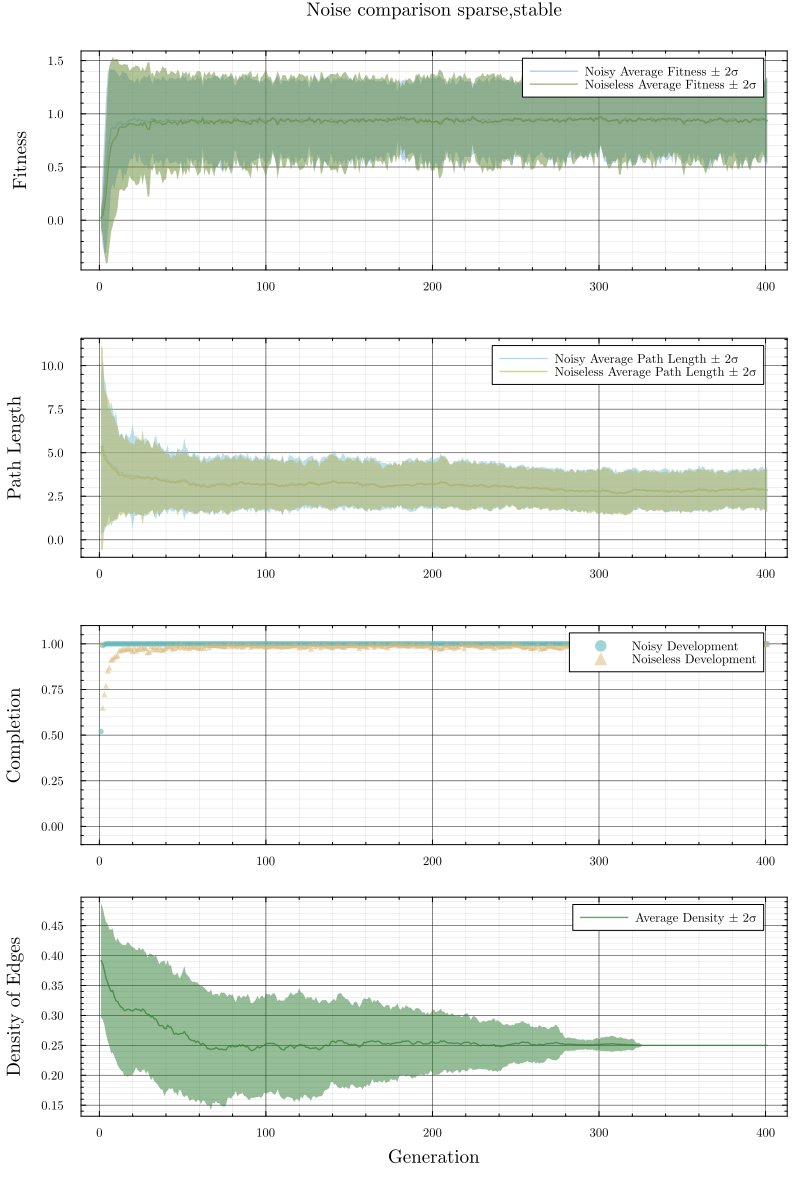 Noise comparison sparse,stable
1.5
1.0
0.5
0.0
Fitness
Noisy Average Fitness ± 2σ
Noiseless Average Fitness ± 2σ
0 100 200 300 400
10.0
7.5
5.0
2.5
0.0
Path Length
Noisy Average Path Length ± 2σ
Noiseless Average Path Length ± 2σ
0 100 200 300 400
1.00
0.75
0.50
0.25
0.00
Completion
Noisy Development
Noiseless Development
0 100 200 300 400
0.45
0.40
0.35
0.30
0.25
0.20
0.15
Density of Edges
Average Density ± 2σ
0 100 200 300 400
Generation